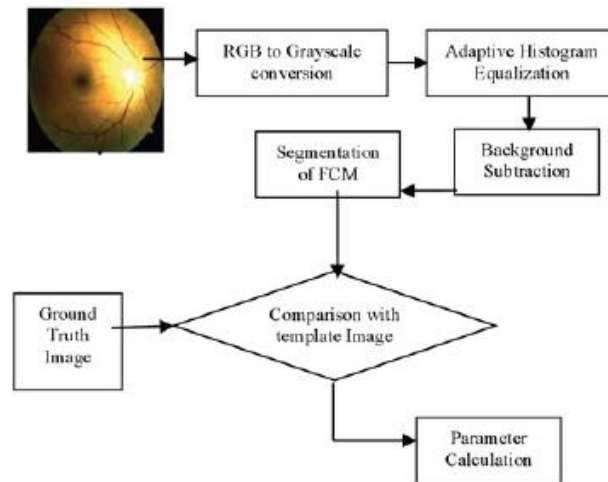 RGB to Grayscale
conversion
Adaptive Histogram
Equalization
Segmentation
of FCM
Background
Subtraction
Ground
Truth
Image
Comparison with
template Image
Parameter
Calculation